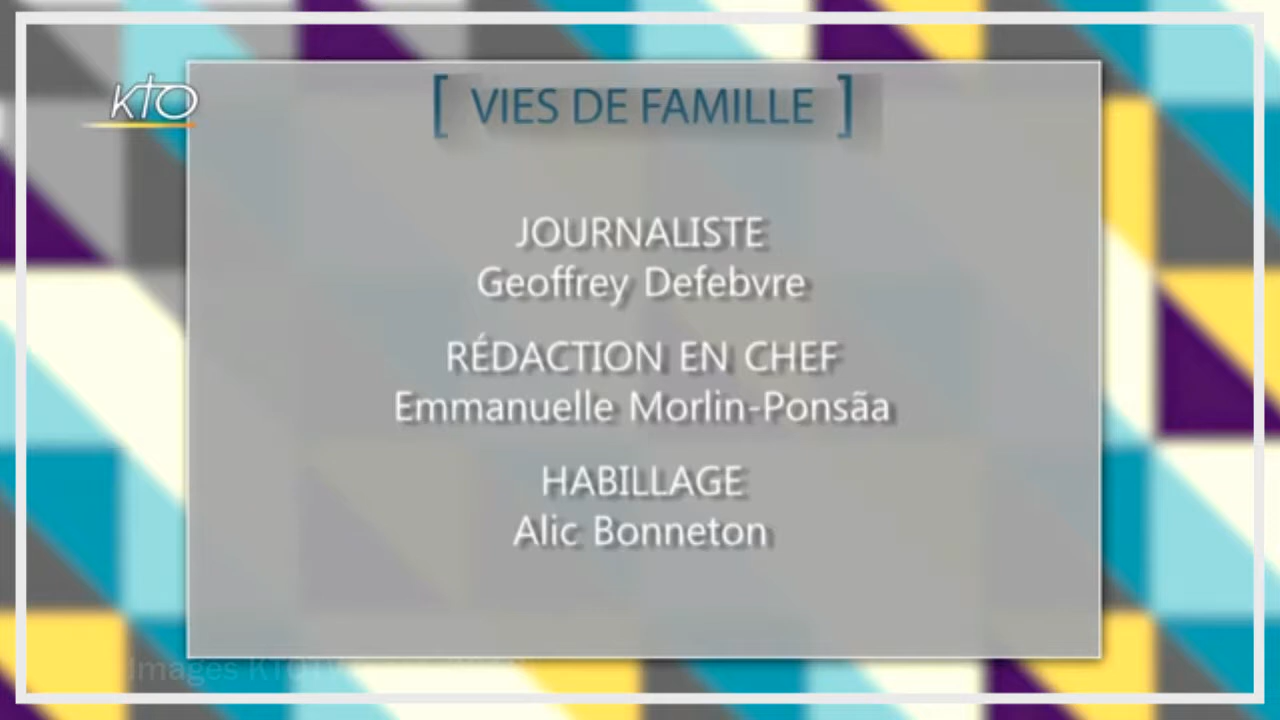 KTO
[ VIES DE FAMILLE ]
JOURNALISTE
Geoffrey Defebvre
RÉDACTION EN CHEF
Emmanuelle Morlin-Ponsãa
HABILLAGE
Alic Bonneton